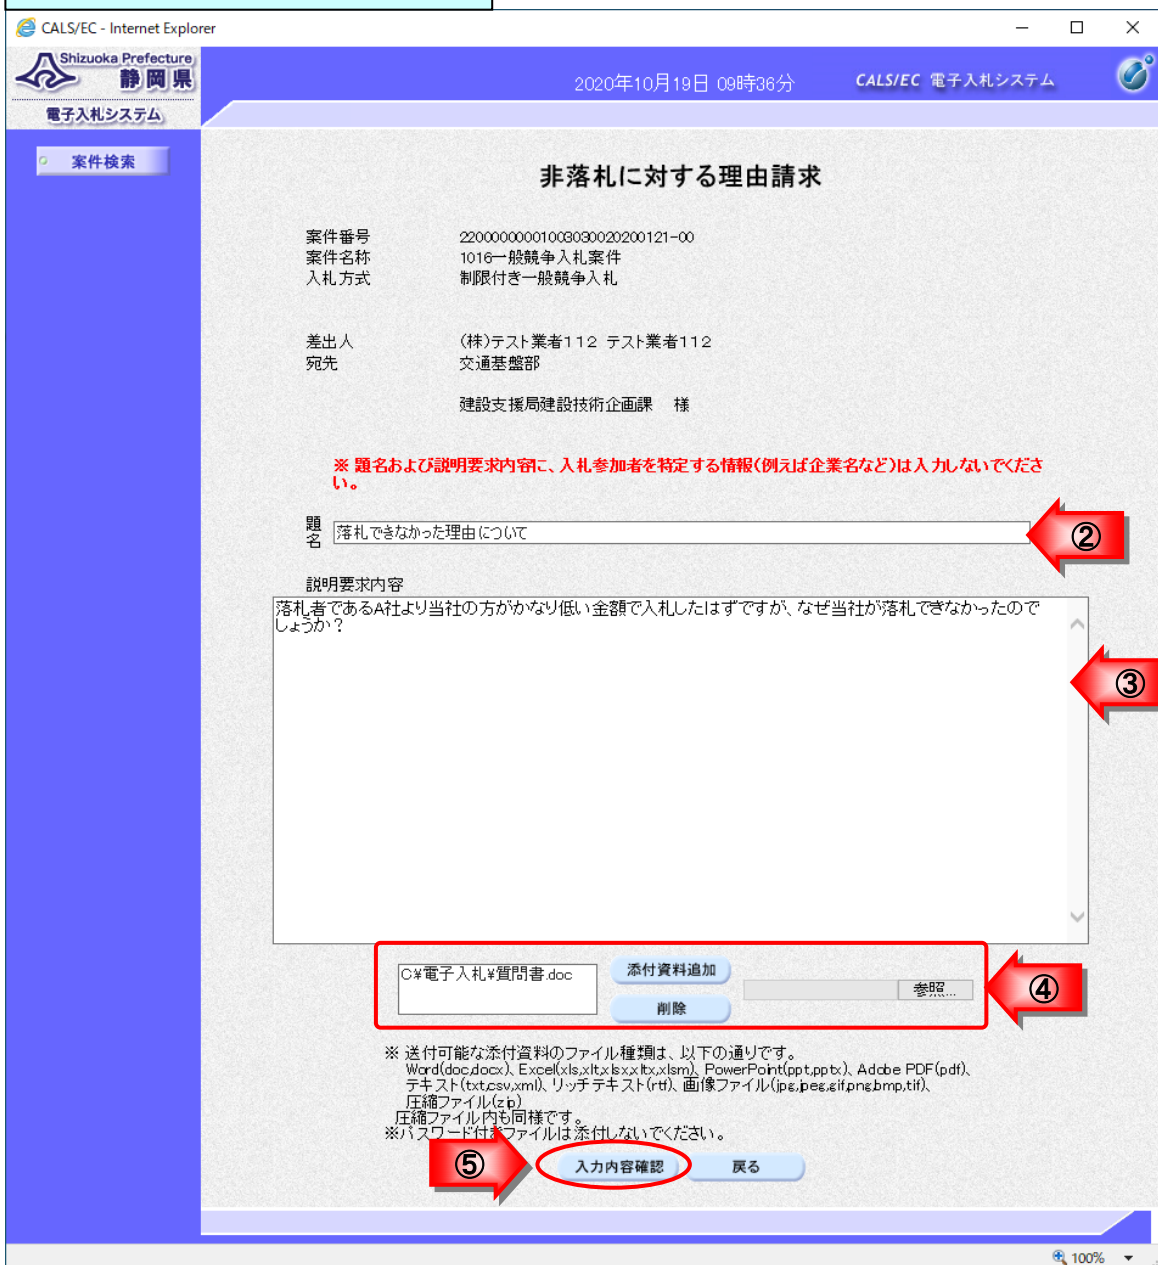 CALS/EC - Internet Explorer
Shizuoka Prefecture
静岡県
電子入札システム
2020年10月19日 09時36分
CALS/EC 電子入札システム
案件検索
非落札に対する理由請求
案件番号 22000000001003030020200121-00
案件名称 1016一般競争入札案件
入札方式 制限付き一般競争入札
差出人 (株)テスト業者112 テスト業者112
宛先 交通基盤部
建設支援局建設技術企画課 様
※ 題名および説明要求内容に、入札参加者を特定する情報(例えば企業名など)は入力しないでくださ
い。
題名 落札できなかった理由について
②
説明要求内容
落札者であるA社より当社の方がかなり低い金額で入札したはずですが、なぜ当社が落札できなかったので
しょうか?
③
C¥電子入札¥質問書.doc
添付資料追加
削除
参照...
④
※ 送付可能な添付資料のファイル種類は、以下の通りです。
Word(doc,docx)、Excel(xls,xlt,xlsx,xltx,xlsm)、PowerPoint(ppt,pptx)、Adobe PDF(pdf)、
テキスト(txt,csv,xml)、リッチテキスト(rtf)、画像ファイル(jpg,jpeg,gif,png,bmp,tif)、
圧縮ファイル(zip)
圧縮ファイル内も同様です。
※パスワード付きファイルは添付しないでください。
⑤
入力内容確認
戻る
100%